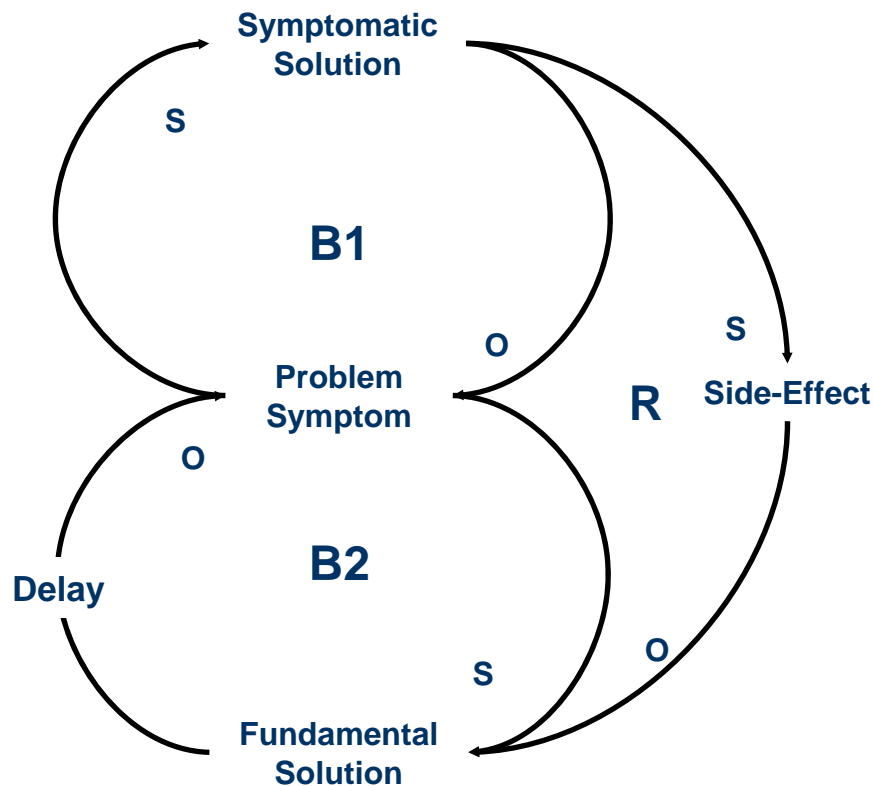 Symptomatic
Solution
S
B1
S
O
Problem
Symptom
R
Side-Effect
O
B2
Delay
O
S
Fundamental
Solution